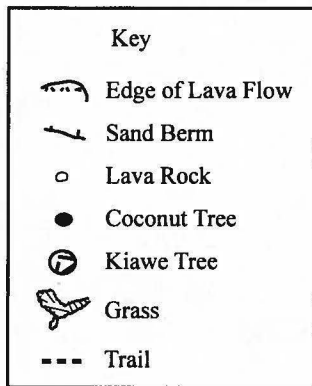 Key
Edge of Lava Flow
Sand Berm
Lava Rock
Coconut Tree
Kiawe Tree
Grass
Trail